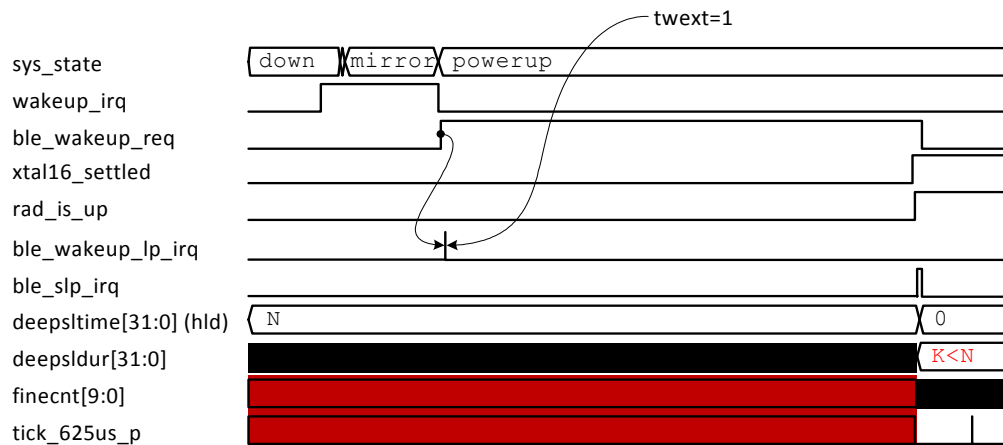 twext=1
sys_state down mirror powerup
wakeup_irq
ble_wakeup_req
xtal16_settled
rad_is_up
ble_wakeup_lp_irq
ble_slp_irq
deepsltime[31:0] (hld) N 0
deepsldur[31:0] K<N
finecnt[9:0]
tick_625us_p